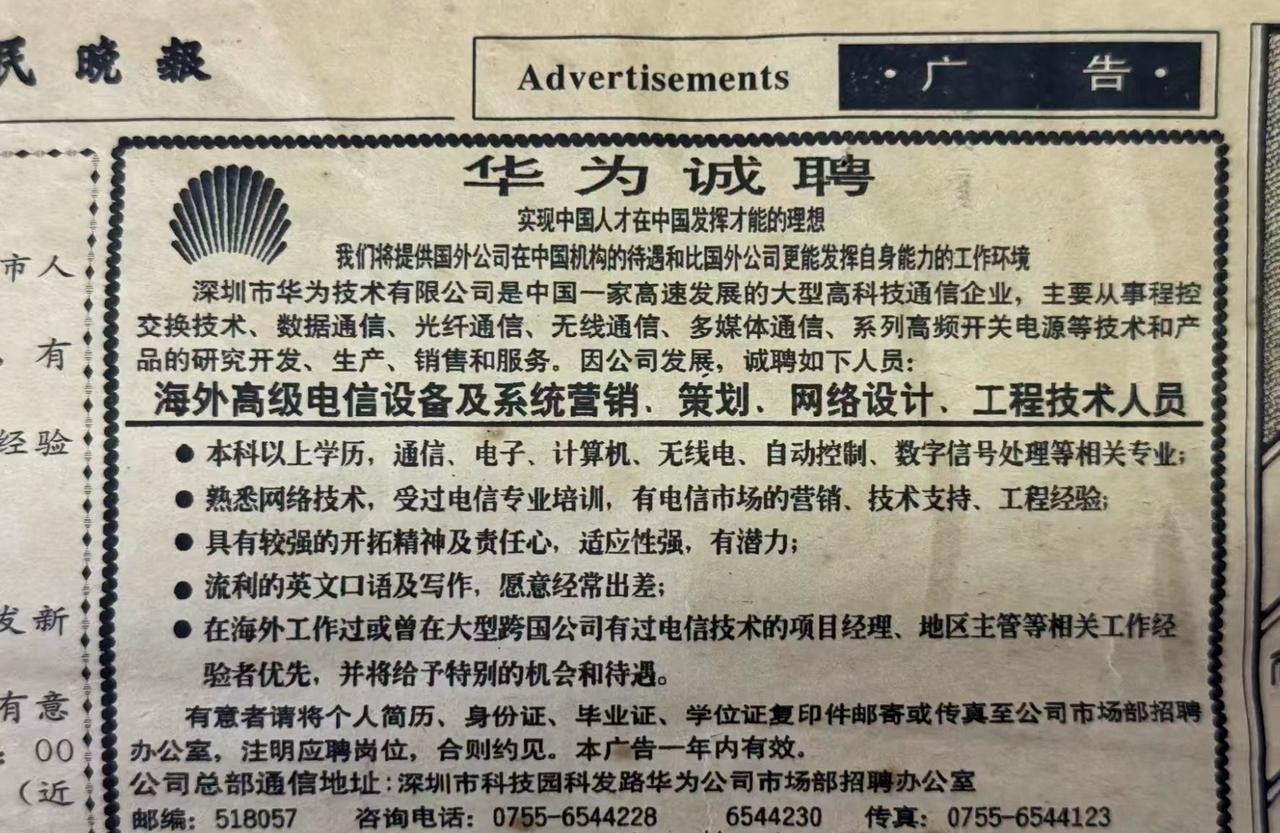 民晚报
Advertisements
·广 告·
华为诚聘
实现中国人才在中国发挥才能的理想
我们将提供国外公司在中国机构的待遇和比国外公司更能发挥自身能力的工作环境
深圳市华为技术有限公司是中国一家高速发展的大型高科技通信企业，主要从事程控
交换技术、数据通信、光纤通信、无线通信、多媒体通信、系列高频开关电源等技术和产
品的研究开发、生产、销售和服务。因公司发展，诚聘如下人员：
海外高级电信设备及系统营销、策划、网络设计、工程技术人员
● 本科以上学历，通信、电子、计算机、无线电、自动控制、数字信号处理等相关专业；
● 熟悉网络技术，受过电信专业培训，有电信市场的营销、技术支持、工程经验；
● 具有较强的开拓精神及责任心，适应性强，有潜力；
● 流利的英文口语及写作，愿意经常出差；
● 在海外工作过或曾在大型跨国公司有过电信技术的项目经理、地区主管等相关工作经
验者优先，并将给予特别的机会和待遇。
有意者请将个人简历、身份证、毕业证、学位证复印件邮寄或传真至公司市场部招聘
办公室，注明应聘岗位，合则约见。本广告一年内有效。
公司总部通信地址：深圳市科技园科发路华为公司市场部招聘办公室
邮编：518057 咨询电话：0755-6544228 6544230 传真：0755-6544123
市人
，有
经验
发新
有意
：00
（近